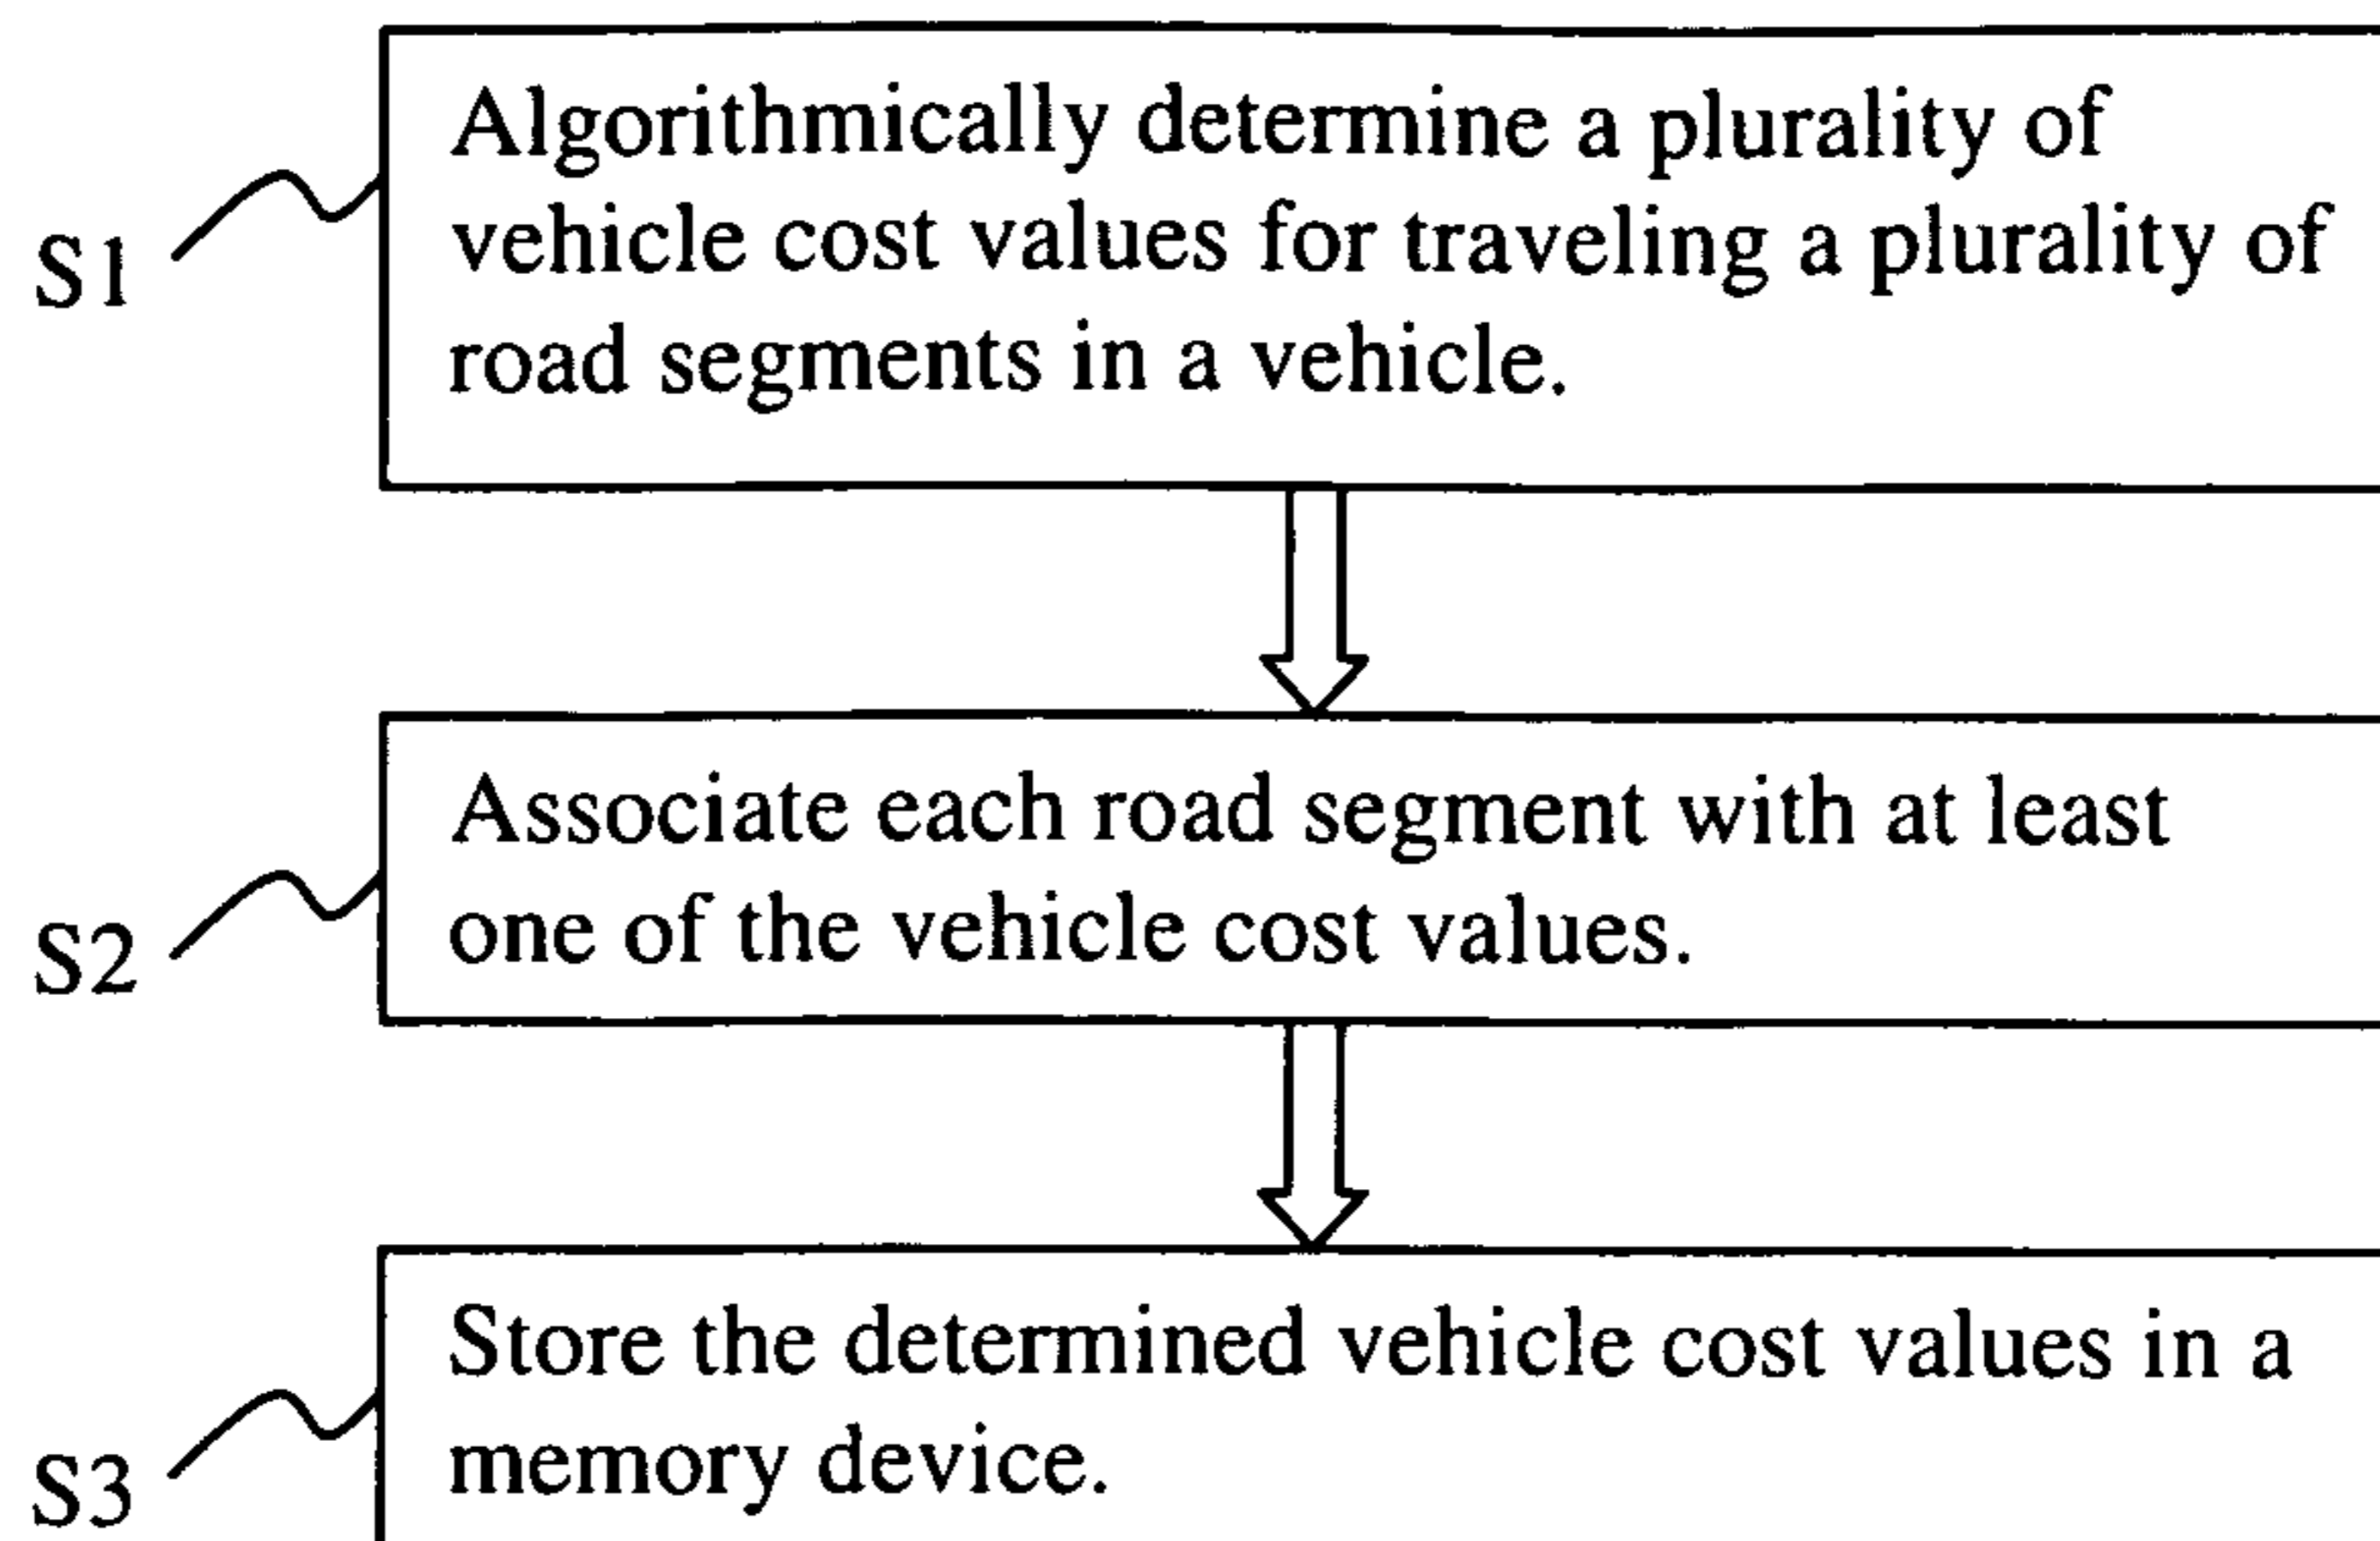 Algorithmically determine a plurality of
vehicle cost values for traveling a plurality of
road segments in a vehicle.
S1
Associate each road segment with at least
one of the vehicle cost values.
S2
Store the determined vehicle cost values in a
memory device.
S3